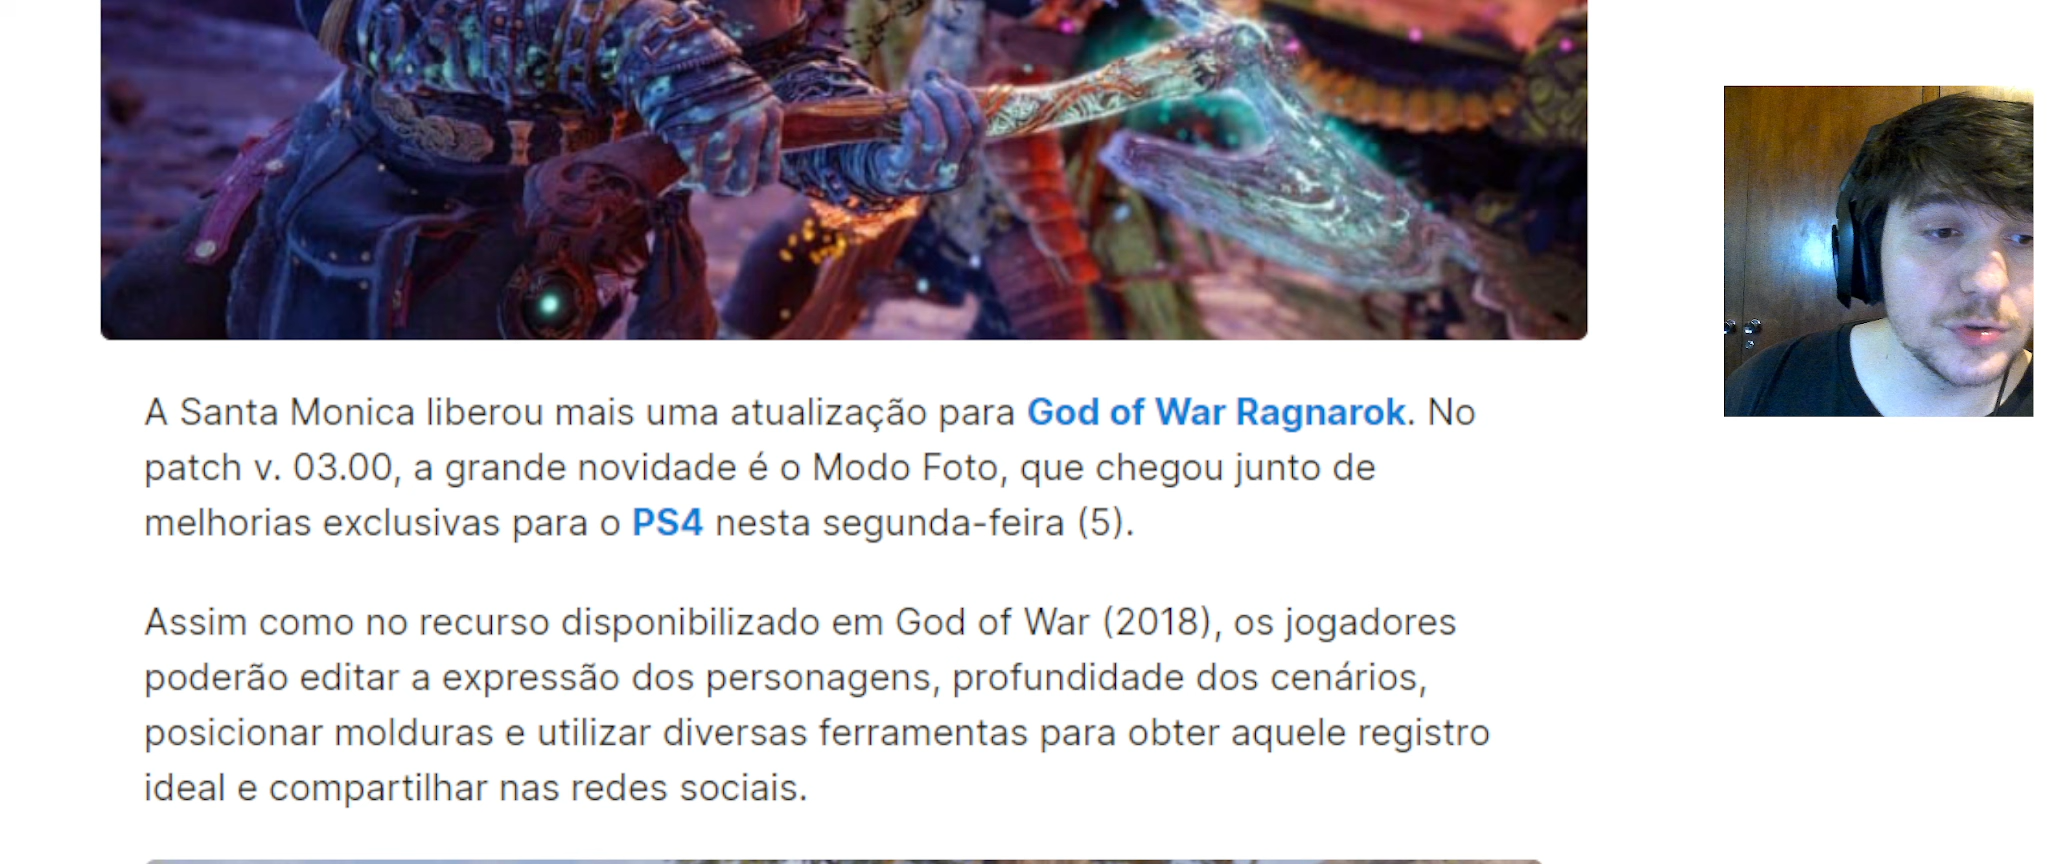 A Santa Monica liberou mais uma atualização para God of War Ragnarok. No
patch v. 03.00, a grande novidade é o Modo Foto, que chegou junto de
melhorias exclusivas para o PS4 nesta segunda-feira (5).
Assim como no recurso disponibilizado em God of War (2018), os jogadores
poderão editar a expressão dos personagens, profundidade dos cenários,
posicionar molduras e utilizar diversas ferramentas para obter aquele registro
ideal e compartilhar nas redes sociais.